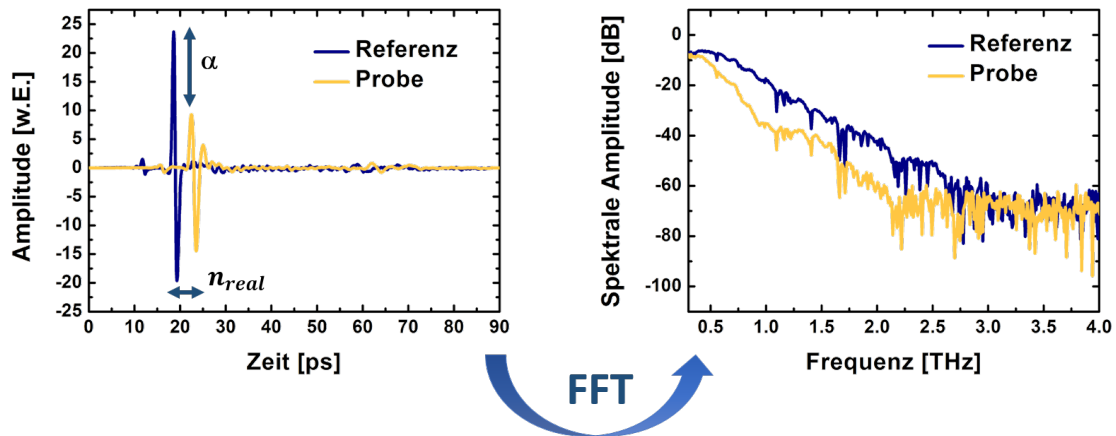 Amplitude [w.E.]
25
20
15
10
5
0
-5
-10
-15
-20
-25
α
Referenz
Probe
n_real
0 10 20 30 40 50 60 70 80 90
Zeit [ps]
Spektrale Amplitude [dB]
0
-20
-40
-60
-80
-100
Referenz
Probe
0.5 1.0 1.5 2.0 2.5 3.0 3.5 4.0
Frequenz [THz]
FFT